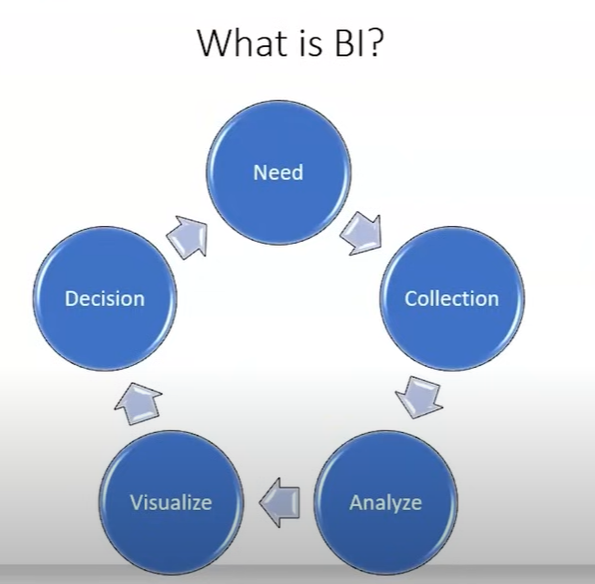 What is BI?
Need
Collection
Analyze
Visualize
Decision